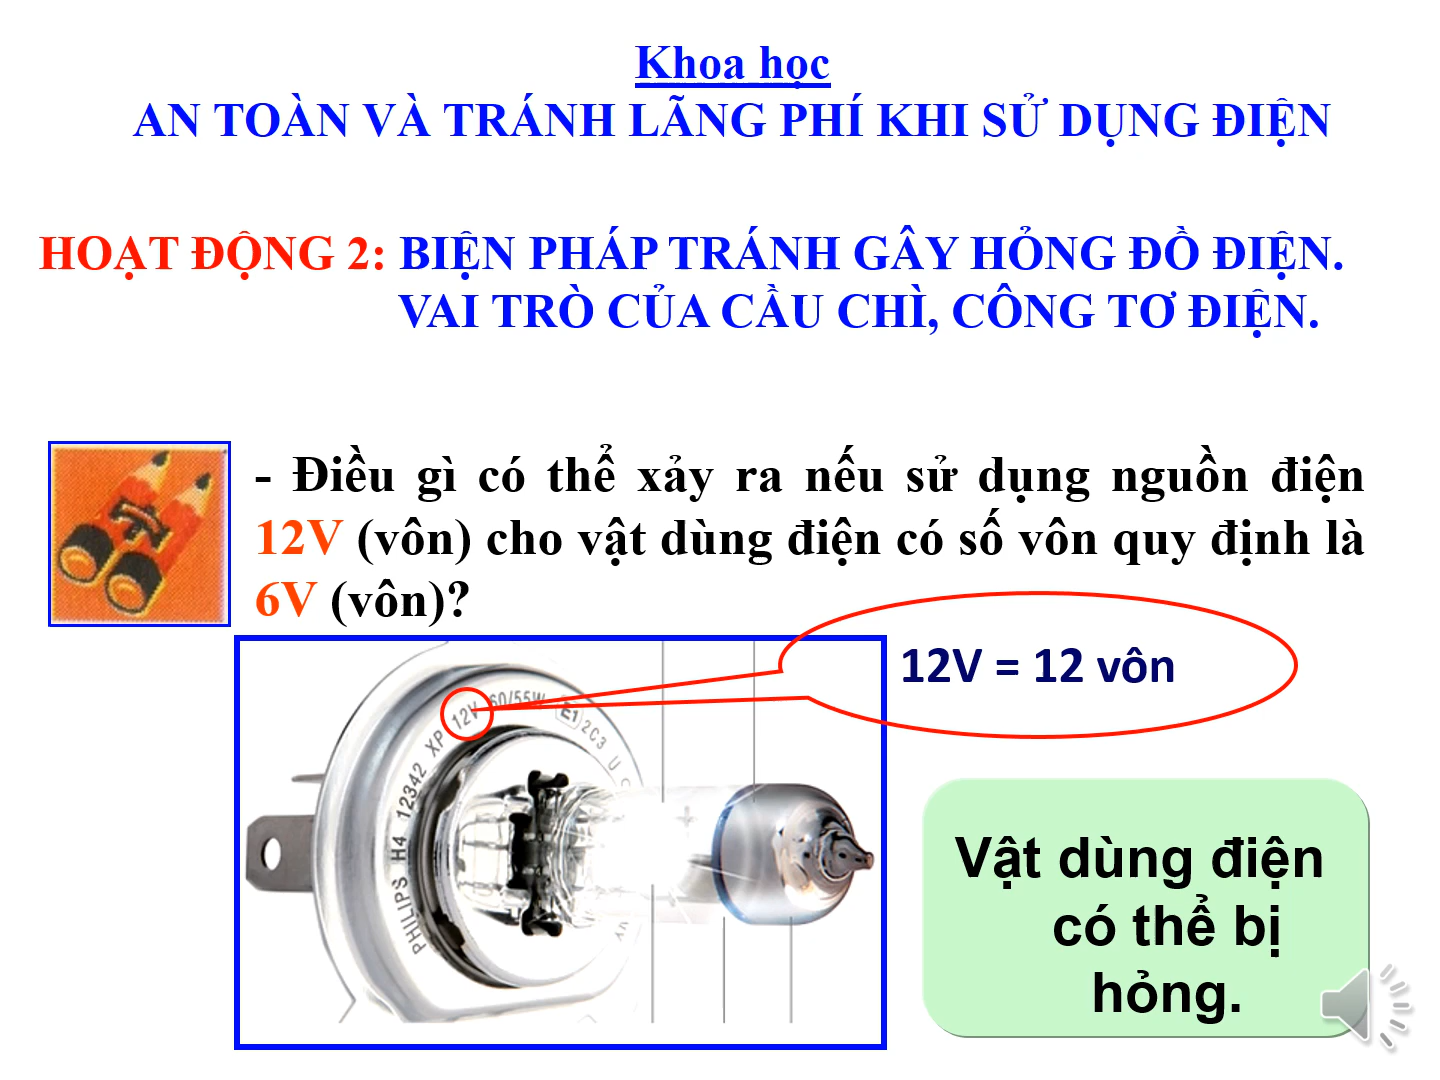 Khoa học
AN TOÀN VÀ TRÁNH LÃNG PHÍ KHI SỬ DỤNG ĐIỆN
HOẠT ĐỘNG 2: BIỆN PHÁP TRÁNH GÂY HỎNG ĐỒ ĐIỆN.
VAI TRÒ CỦA CẦU CHÌ, CÔNG TƠ ĐIỆN.
- Điều gì có thể xảy ra nếu sử dụng nguồn điện
12V (vôn) cho vật dùng điện có số vôn quy định là
6V (vôn)?
12V = 12 vôn
PHILIPS H4 12342 XP 12V 60/55W E1 2C3 U
Vật dùng điện
có thể bị
hỏng.